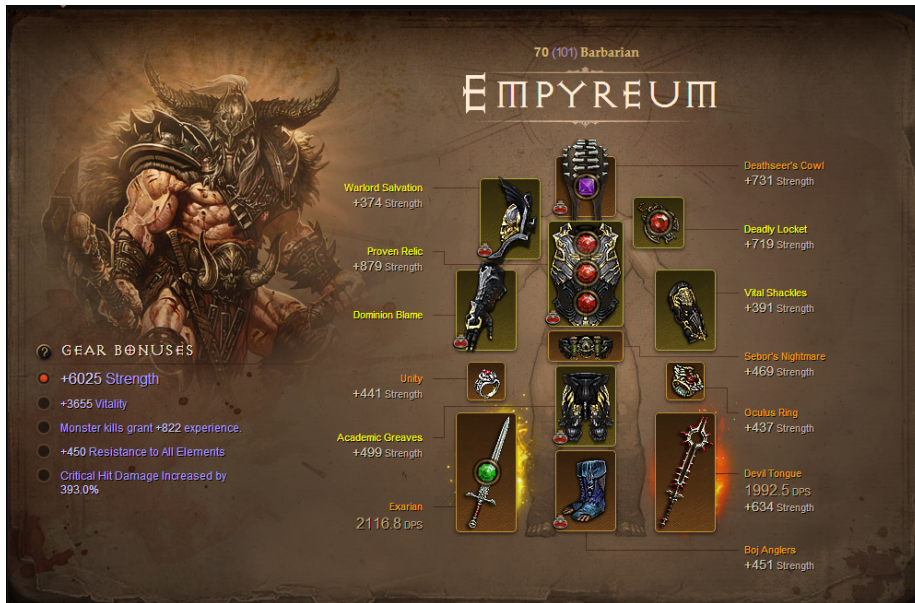 70 (101) Barbarian
EMPYREUM
Deathseer's Cowl
+731 Strength
Warlord Salvation
+374 Strength
Deadly Locket
+719 Strength
Proven Relic
+879 Strength
Vital Shackles
+391 Strength
Dominion Blame
? GEAR BONUSES
+6025 Strength
+3655 Vitality
Monster kills grant +822 experience.
+450 Resistance to All Elements
Critical Hit Damage Increased by
393.0%
Sebor's Nightmare
+469 Strength
Unity
+441 Strength
Oculus Ring
+437 Strength
Academic Greaves
+499 Strength
Devil Tongue
1992.5 DPS
+634 Strength
Exarian
2116.8 DPS
Boj Anglers
+451 Strength